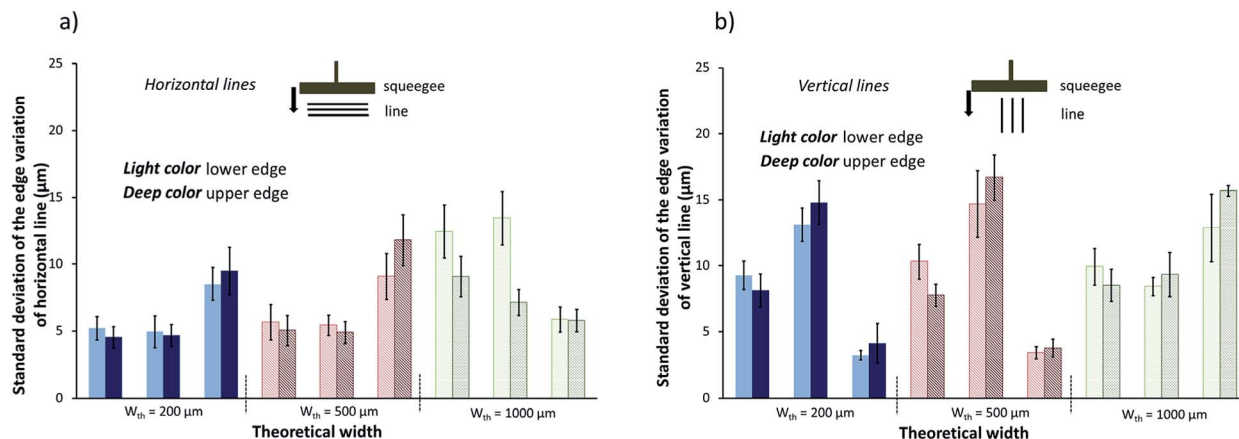 a)
Standard deviation of the edge variation
of horizontal line (µm)
25
20
15
10
5
0
Horizontal lines
squeegee
line
Light color lower edge
Deep color upper edge
W_th = 200 µm
W_th = 500 µm
W_th = 1000 µm
Theoretical width
b)
Standard deviation of the edge variation
of vertical line (µm)
25
20
15
10
5
0
Vertical lines
squeegee
line
Light color lower edge
Deep color upper edge
W_th = 200 µm
W_th = 500 µm
W_th = 1000 µm
Theoretical width